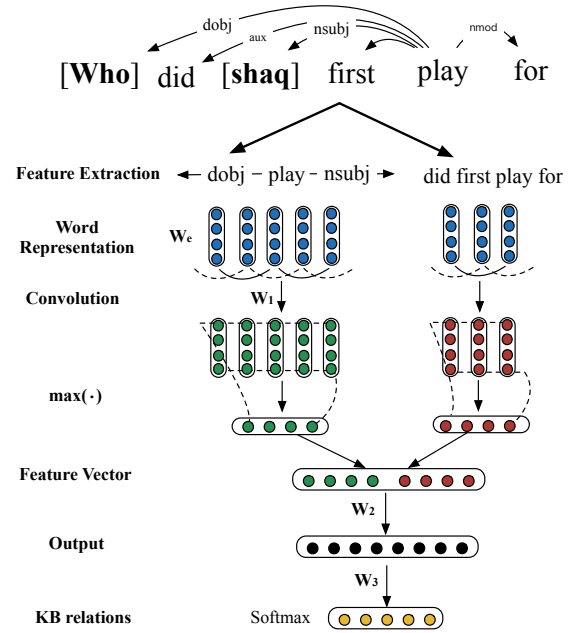 dobj
aux
nsubj
nmod
[Who] did [shaq] first play for
Feature Extraction
dobj – play – nsubj
did first play for
Word
Representation
We
Convolution
W1
max(·)
Feature Vector
W2
Output
W3
KB relations
Softmax